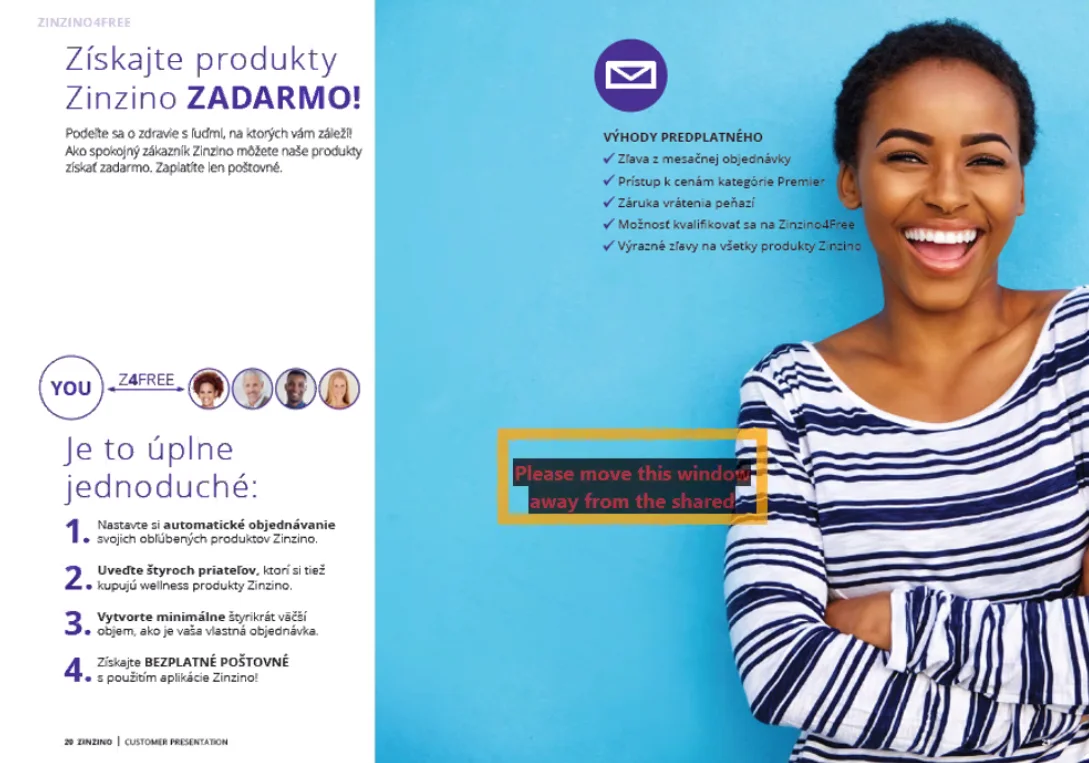 ZINZINO4FREE
Získajte produkty
Zinzino ZADARMO!
Podeľte sa o zdravie s ľuďmi, na ktorých vám záleží!
Ako spokojný zákazník Zinzino môžete naše produkty
získať zadarmo. Zaplatíte len poštovné.
YOU
Z4FREE
Je to úplne
jednoduché:
1. Nastavte si automatické objednávanie
svojich obľúbených produktov Zinzino.
2. Uveďte štyroch priateľov, ktorí si tiež
kupujú wellness produkty Zinzino.
3. Vytvorte minimálne štyrikrát väčší
objem, ako je vaša vlastná objednávka.
4. Získajte BEZPLATNÉ POŠTOVNÉ
s použitím aplikácie Zinzino!
20 ZINZINO | CUSTOMER PRESENTATION
VÝHODY PREDPLATNÉHO
✓ Zľava z mesačnej objednávky
✓ Prístup k cenám kategórie Premier
✓ Záruka vrátenia peňazí
✓ Možnosť kvalifikovať sa na Zinzino4Free
✓ Výrazné zľavy na všetky produkty Zinzino
Please move this window
away from the shared